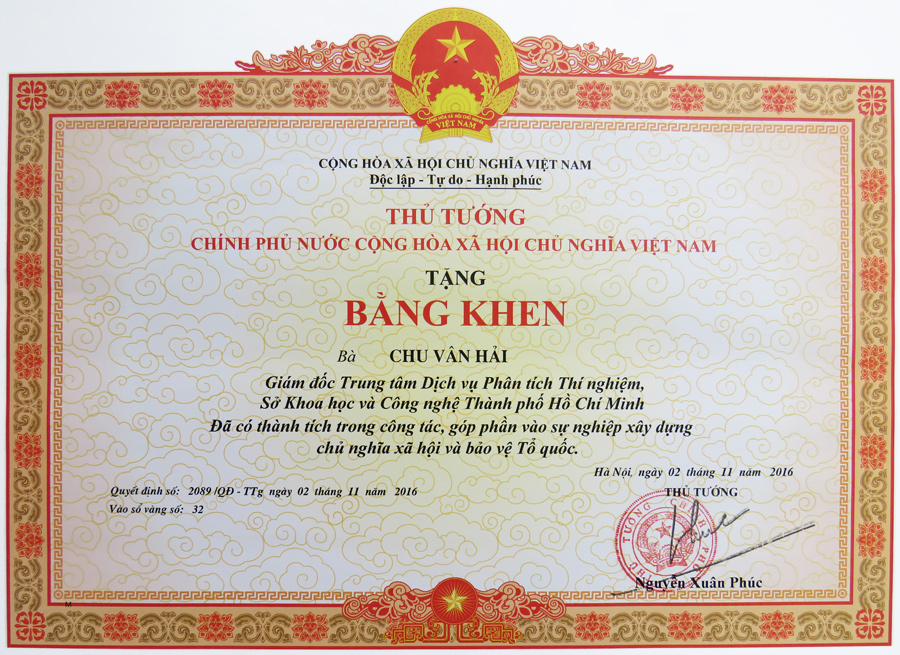 CỘNG HÒA XÃ HỘI CHỦ NGHĨA
VIỆT NAM
CỘNG HÒA XÃ HỘI CHỦ NGHĨA VIỆT NAM
Độc lập - Tự do - Hạnh phúc
THỦ TƯỚNG
CHÍNH PHỦ NƯỚC CỘNG HÒA XÃ HỘI CHỦ NGHĨA VIỆT NAM
TẶNG
BẰNG KHEN
Bà CHU VÂN HẢI
Giám đốc Trung tâm Dịch vụ Phân tích Thí nghiệm,
Sở Khoa học và Công nghệ Thành phố Hồ Chí Minh
Đã có thành tích trong công tác, góp phần vào sự nghiệp xây dựng
chủ nghĩa xã hội và bảo vệ Tổ quốc.
Hà Nội, ngày 02 tháng 11 năm 2016
Quyết định số: 2089/QĐ - TTg ngày 02 tháng 11 năm 2016
THỦ TƯỚNG
Vào sổ vàng số: 32
Nguyễn Xuân Phúc
M